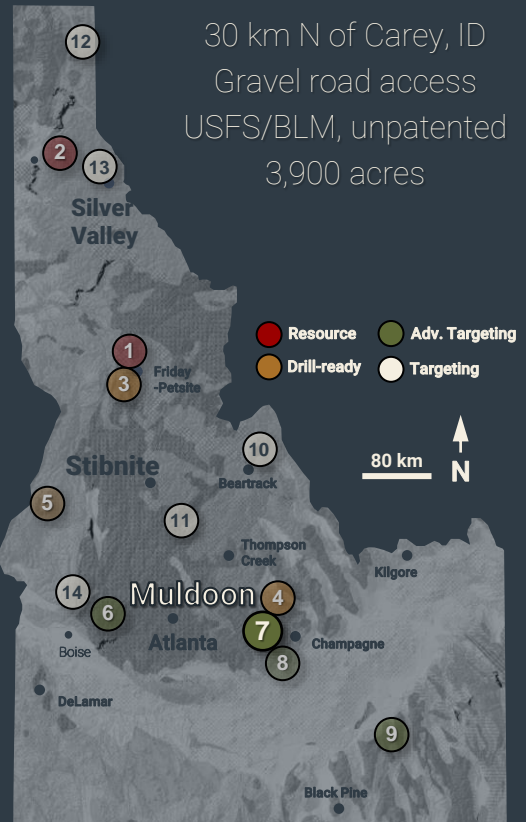 30 km N of Carey, ID
Gravel road access
USFS/BLM, unpatented
3,900 acres
12
2
13
Silver
Valley
Resource
Adv. Targeting
Drill-ready
Targeting
1
Friday
-Petsite
3
80 km
N
10
Stibnite
Beartrack
5
11
Thompson
Creek
Kilgore
14
Muldoon
4
6
7
Atlanta
Champagne
Boise
8
DeLamar
9
Black Pine